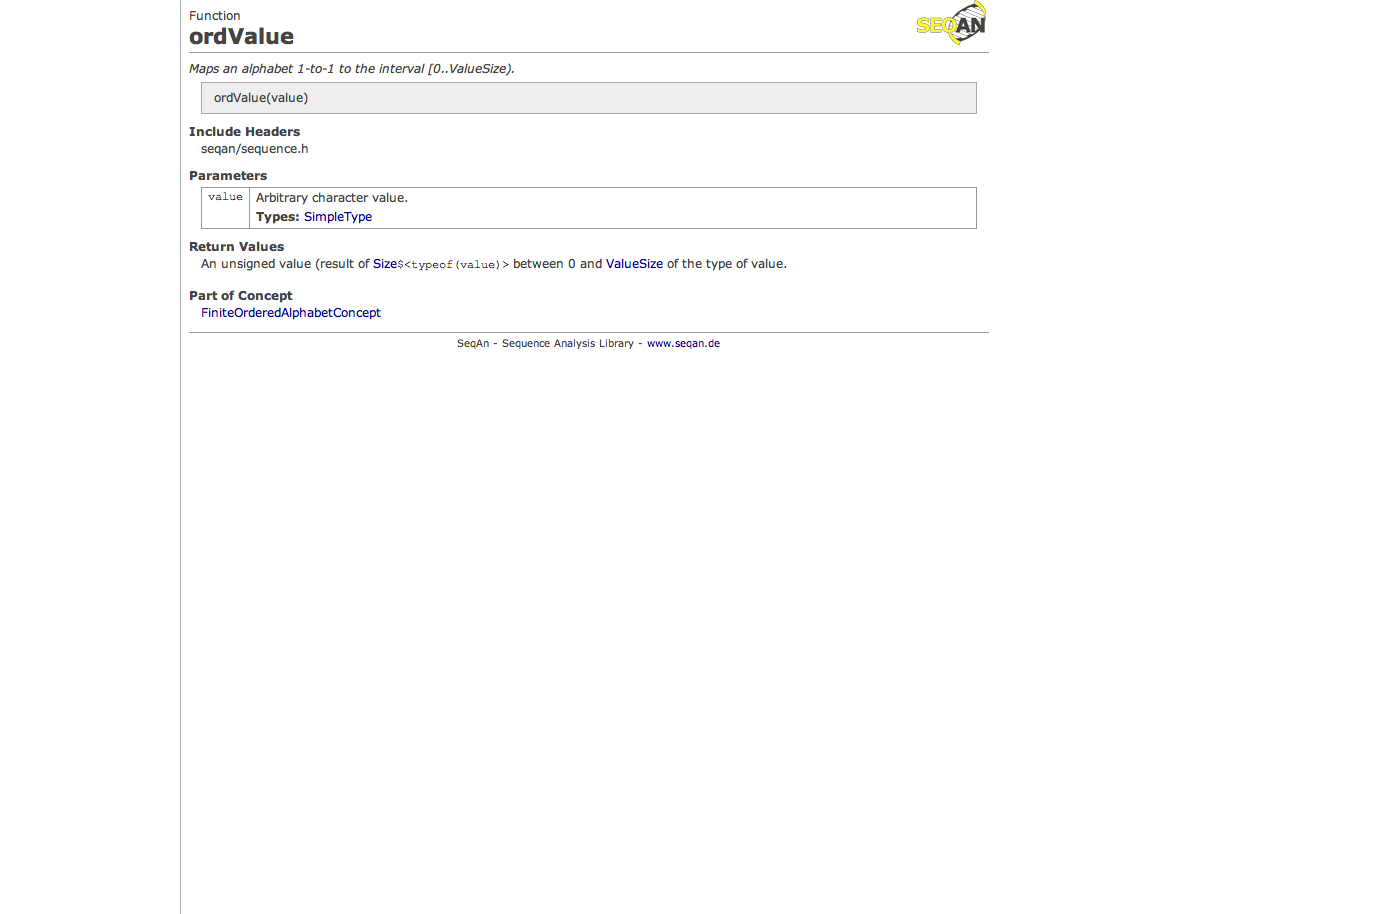 Function
SEQAN
ordValue
Maps an alphabet 1-to-1 to the interval [0..ValueSize).
ordValue(value)
Include Headers
seqan/sequence.h
Parameters
value Arbitrary character value.
Types: SimpleType
Return Values
An unsigned value (result of Size$<typeof(value)> between 0 and ValueSize of the type of value.
Part of Concept
FiniteOrderedAlphabetConcept
SeqAn - Sequence Analysis Library - www.seqan.de